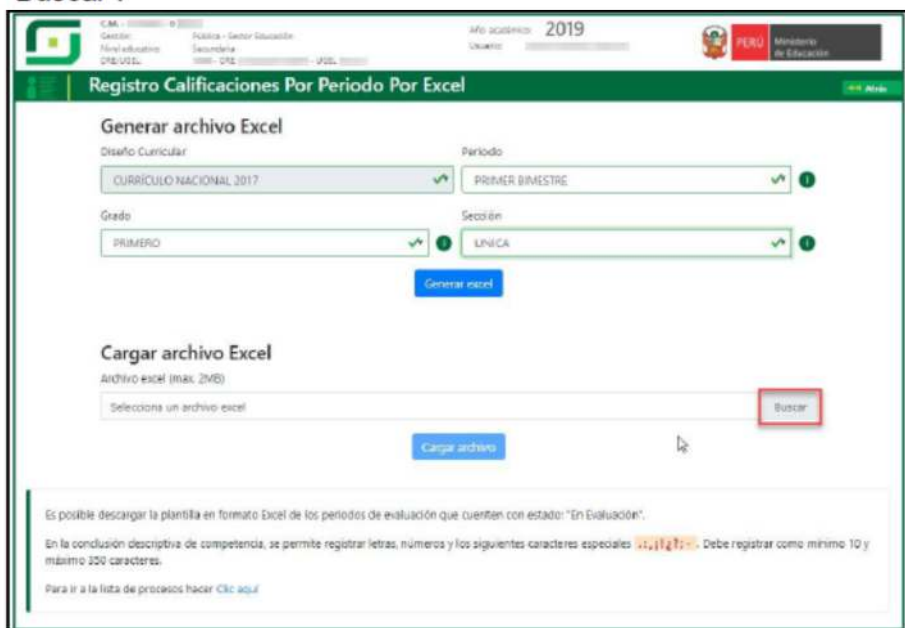 Buscar
C.M. - - 0
Gestión: Pública - Sector Educación
Nivel educativo Secundaria
DRE/UGEL: - DRE - UGEL
Año académico: 2019
Usuario:
PERÚ Ministerio de Educación
Registro Calificaciones Por Periodo Por Excel
Atrás
Generar archivo Excel
Diseño Curricular
Periodo
CURRÍCULO NACIONAL 2017
PRIMER BIMESTRE
Grado
Sección
PRIMERO
UNICA
Generar excel
Cargar archivo Excel
Archivo excel (max. 2MB)
Selecciona un archivo excel
Buscar
Cargar archivo
Es posible descargar la plantilla en formato Excel de los periodos de evaluación que cuenten con estado: "En Evaluación".
En la conclusión descriptiva de competencia, se permite registrar letras, números y los siguientes caracteres especiales . Debe registrar como mínimo 10 y
máximo 350 caracteres.
Para ir a la lista de procesos hacer Clic aquí